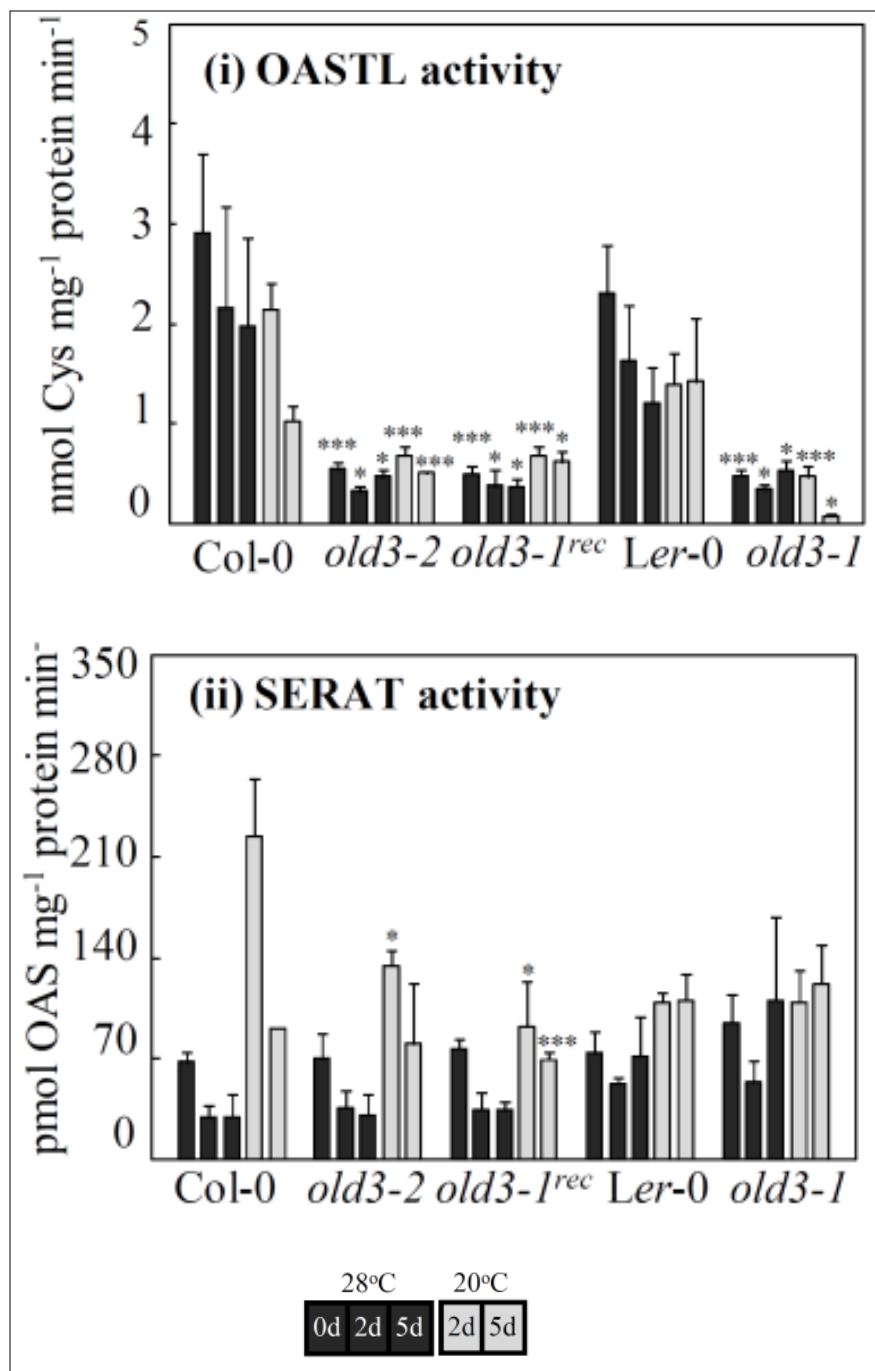 (i) OASTL activity
nmol Cys mg⁻¹ protein min⁻¹
5
4
3
2
1
0
*** * * *** *** *** * * *** * *** * * *** *
Col-0 old3-2 old3-1ʳᵉᶜ Ler-0 old3-1
(ii) SERAT activity
pmol OAS mg⁻¹ protein min⁻
350
280
210
140
70
0
* * ***
Col-0 old3-2 old3-1ʳᵉᶜ Ler-0 old3-1
28ºC 20ºC
0d 2d 5d 2d 5d